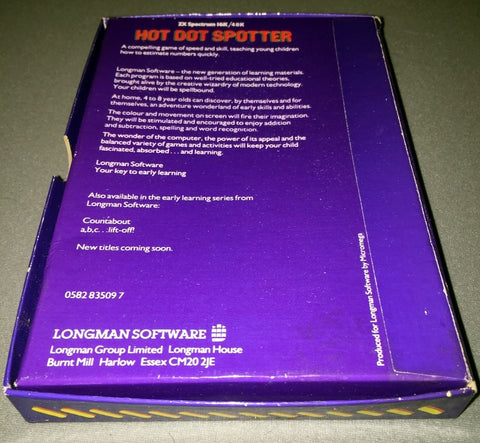 ZX Spectrum 16K/48K
HOT DOT SPOTTER
A compelling game of speed and skill, teaching young children
how to estimate numbers quickly.
Longman Software – the new generation of learning materials.
Each program is based on well-tried educational theories,
brought alive by the creative wizardry of modern technology.
Your children will be spellbound.
At home, 4 to 8 year olds can discover, by themselves and for
themselves, an adventure wonderland of early skills and abilities.
The colour and movement on screen will fire their imagination.
They will be stimulated and encouraged to enjoy addition
and subtraction, spelling and word recognition.
The wonder of the computer, the power of its appeal and the
balanced variety of games and activities will keep your child
fascinated, absorbed . . . and learning.
Longman Software
Your key to early learning
Also available in the early learning series from
Longman Software:
Countabout
a,b,c. . .lift-off!
New titles coming soon.
0582 83509 7
LONGMAN SOFTWARE
Longman Group Limited Longman House
Burnt Mill Harlow Essex CM20 2JE
Produced for Longman Software by Micromega